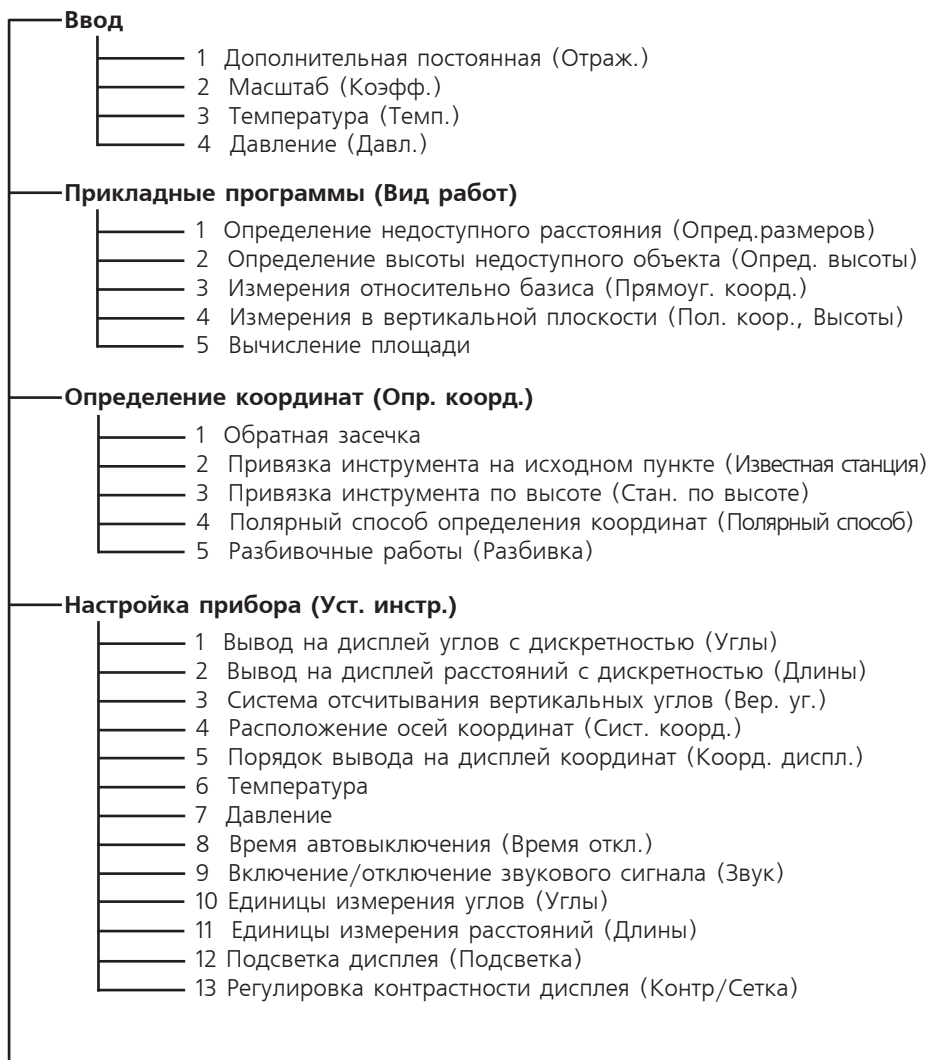 Ввод
1 Дополнительная постоянная (Отраж.)
2 Масштаб (Коэфф.)
3 Температура (Темп.)
4 Давление (Давл.)
Прикладные программы (Вид работ)
1 Определение недоступного расстояния (Опред.размеров)
2 Определение высоты недоступного объекта (Опред. высоты)
3 Измерения относительно базиса (Прямоуг. коорд.)
4 Измерения в вертикальной плоскости (Пол. коор., Высоты)
5 Вычисление площади
Определение координат (Опр. коорд.)
1 Обратная засечка
2 Привязка инструмента на исходном пункте (Известная станция)
3 Привязка инструмента по высоте (Стан. по высоте)
4 Полярный способ определения координат (Полярный способ)
5 Разбивочные работы (Разбивка)
Настройка прибора (Уст. инстр.)
1 Вывод на дисплей углов с дискретностью (Углы)
2 Вывод на дисплей расстояний с дискретностью (Длины)
3 Система отсчитывания вертикальных углов (Вер. уг.)
4 Расположение осей координат (Сист. коорд.)
5 Порядок вывода на дисплей координат (Коорд. диспл.)
6 Температура
7 Давление
8 Время автовыключения (Время откл.)
9 Включение/отключение звукового сигнала (Звук)
10 Единицы измерения углов (Углы)
11 Единицы измерения расстояний (Длины)
12 Подсветка дисплея (Подсветка)
13 Регулировка контрастности дисплея (Контр/Сетка)